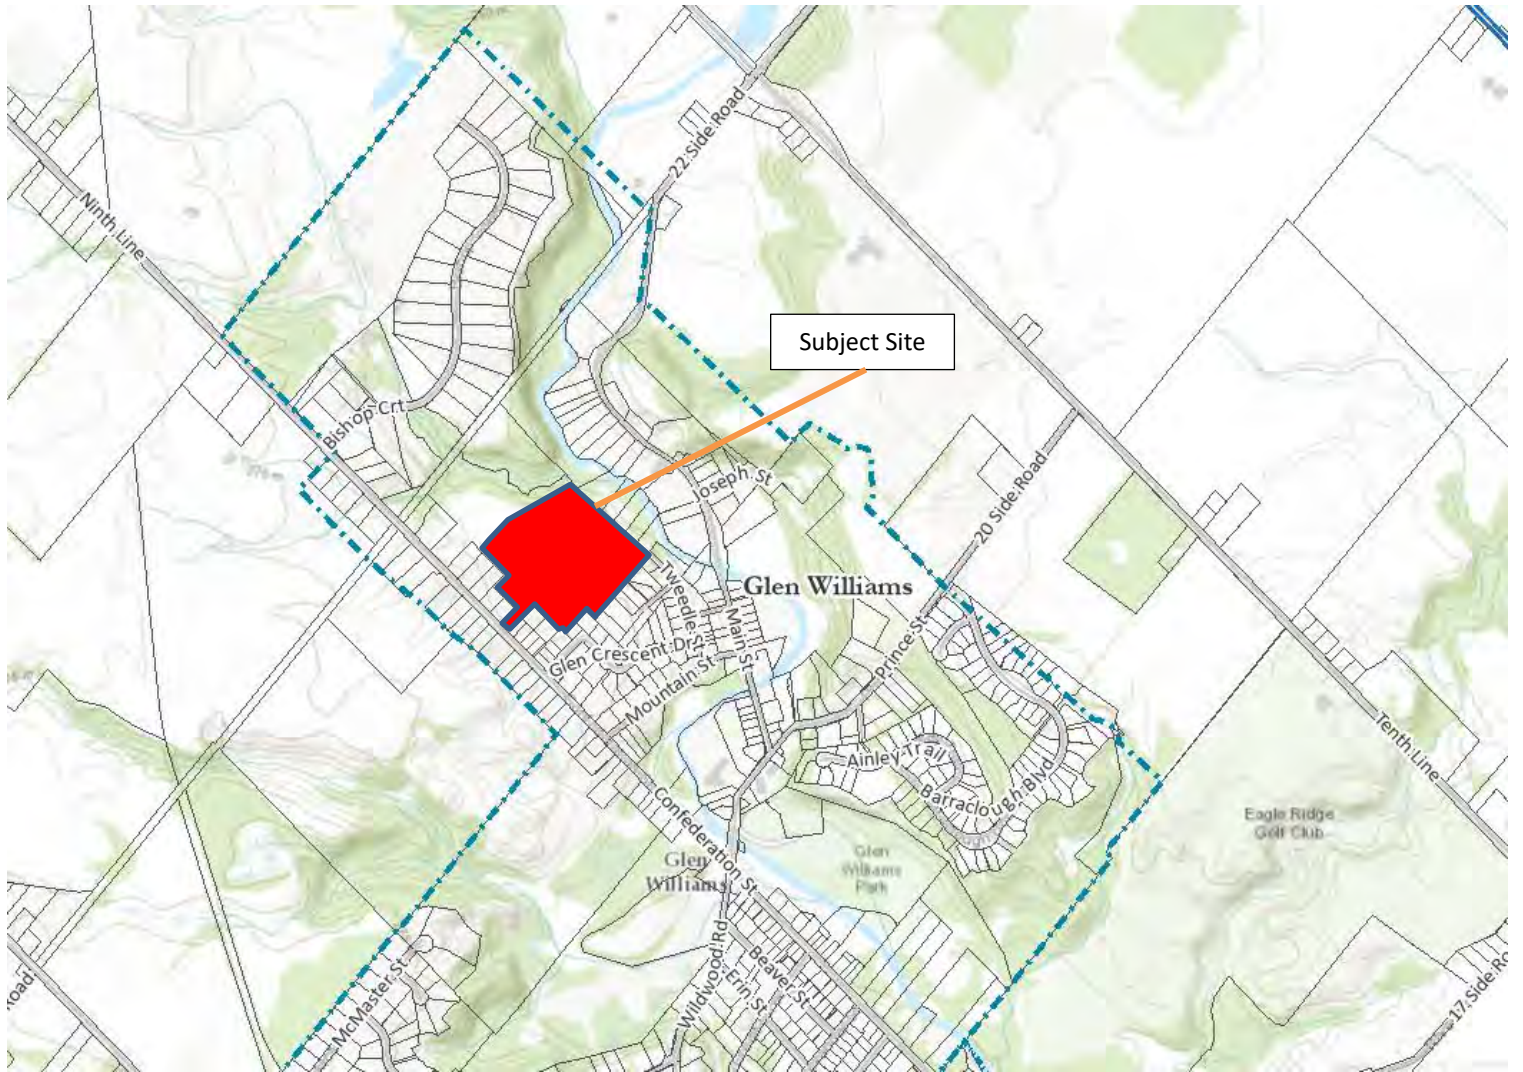 22 Side Road
Ninth Line
Subject Site
Bishop Crt
Joseph St
20 Side Road
Glen Williams
Tweedle St
Main St
Prince St
Glen Crescent Dr
Mountain St
Tenth Line
Ainley Trail
Barraclough Blvd
Confederation St
Eagle Ridge
Golf Club
Glen
Williams
Glen
Williams
Park
Wildwood Rd
Beaver St
Erin St
McMaster St
Road
17 Side Ro